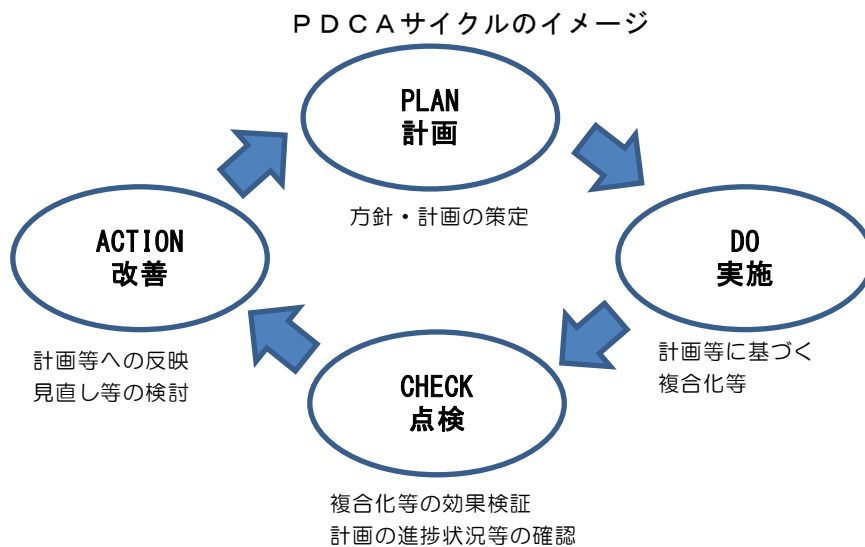 ＰＤＣＡサイクルのイメージ
PLAN
計画
方針・計画の策定
DO
実施
計画等に基づく
複合化等
CHECK
点検
複合化等の効果検証
計画の進捗状況等の確認
ACTION
改善
計画等への反映
見直し等の検討